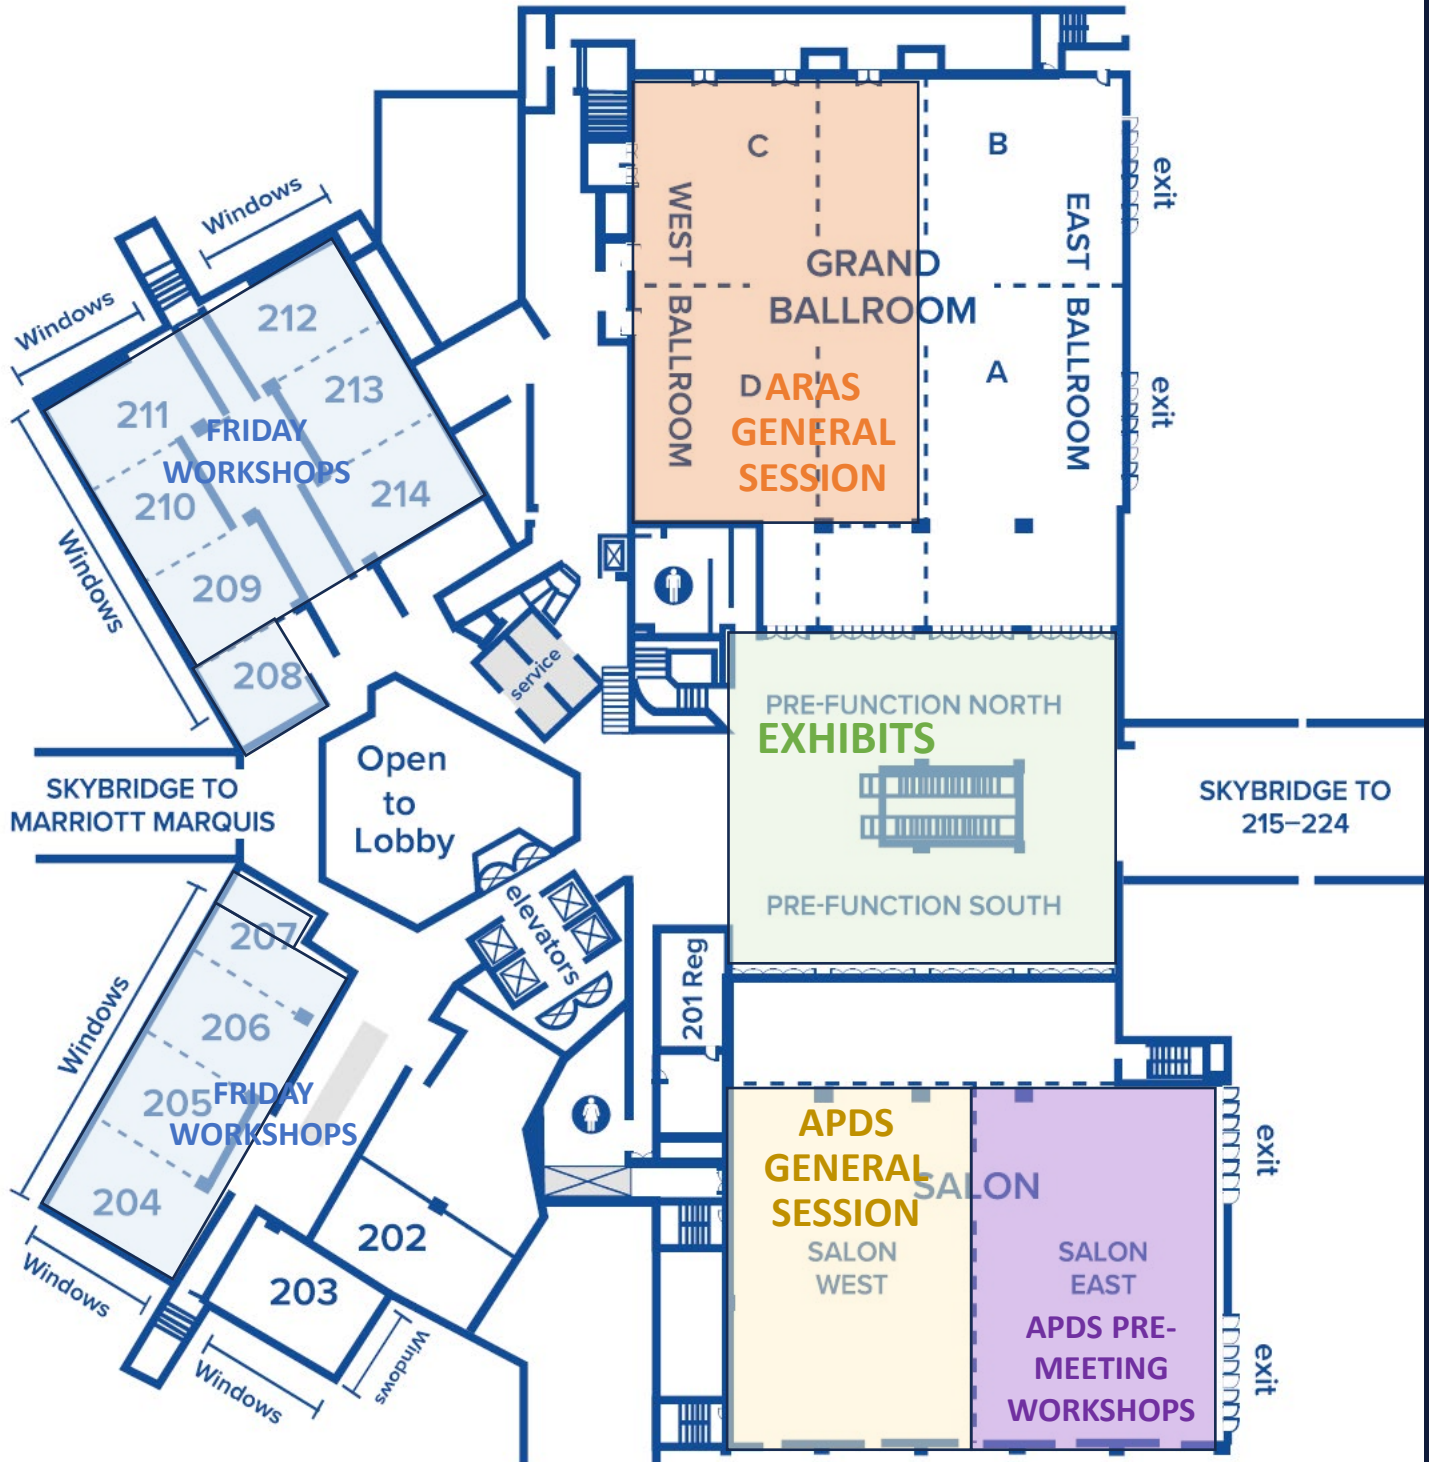 C
B
WEST BALLROOM
EAST BALLROOM
exit
GRAND
BALLROOM
D
A
exit
ARAS
GENERAL
SESSION
Windows
Windows
Windows
212
213
211
FRIDAY
WORKSHOPS
210
214
209
208
service
PRE-FUNCTION NORTH
EXHIBITS
PRE-FUNCTION SOUTH
Open
to
Lobby
SKYBRIDGE TO
MARRIOTT MARQUIS
SKYBRIDGE TO
215–224
elevators
201 Reg
207
206
205
FRIDAY
WORKSHOPS
204
Windows
Windows
202
203
Windows
Windows
APDS
GENERAL
SESSION
SALON
SALON
WEST
SALON
EAST
APDS PRE-
MEETING
WORKSHOPS
exit
exit